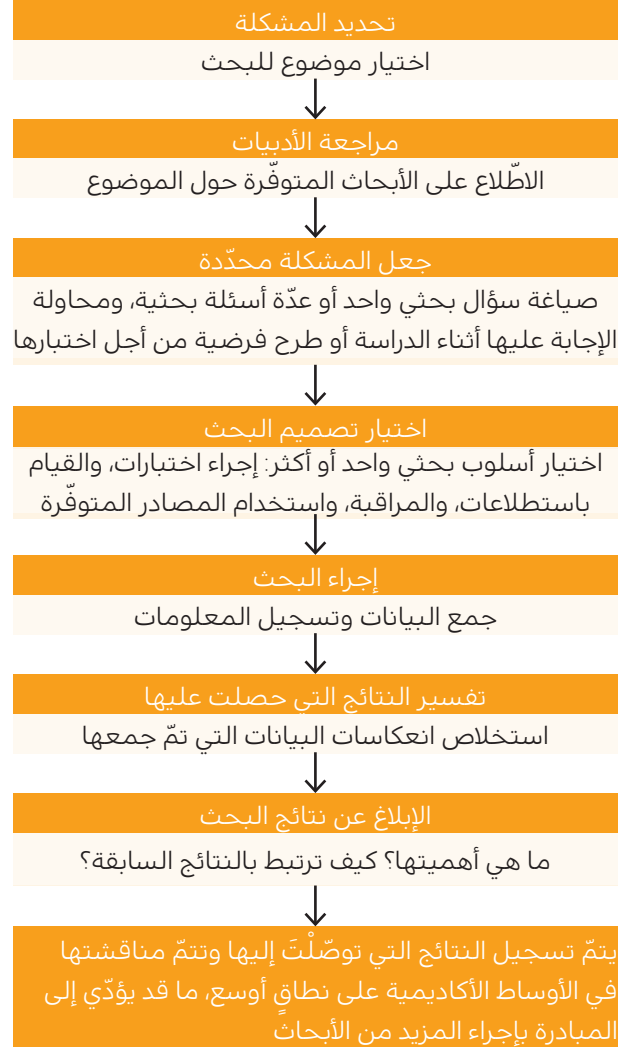 تحديد المشكلة
اختيار موضوع للبحث
مراجعة الأدبيات
الاطّلاع على الأبحاث المتوفّرة حول الموضوع
جعل المشكلة محدّدة
صياغة سؤال بحثي واحد أو عدّة أسئلة بحثية، ومحاولة
الإجابة عليها أثناء الدراسة أو طرح فرضية من أجل اختبارها
اختيار تصميم البحث
اختيار أسلوب بحثي واحد أو أكثر: إجراء اختبارات، والقيام
باستطلاعات، والمراقبة، واستخدام المصادر المتوفّرة
إجراء البحث
جمع البيانات وتسجيل المعلومات
تفسير النتائج التي حصلت عليها
استخلاص انعكاسات البيانات التي تمّ جمعها
الإبلاغ عن نتائج البحث
ما هي أهميتها؟ كيف ترتبط بالنتائج السابقة؟
يتمّ تسجيل النتائج التي توصّلْتَ إليها وتتمّ مناقشتها
في الأوساط الأكاديمية على نطاقٍ أوسع، ما قد يؤدّي إلى
المبادرة بإجراء المزيد من الأبحاث